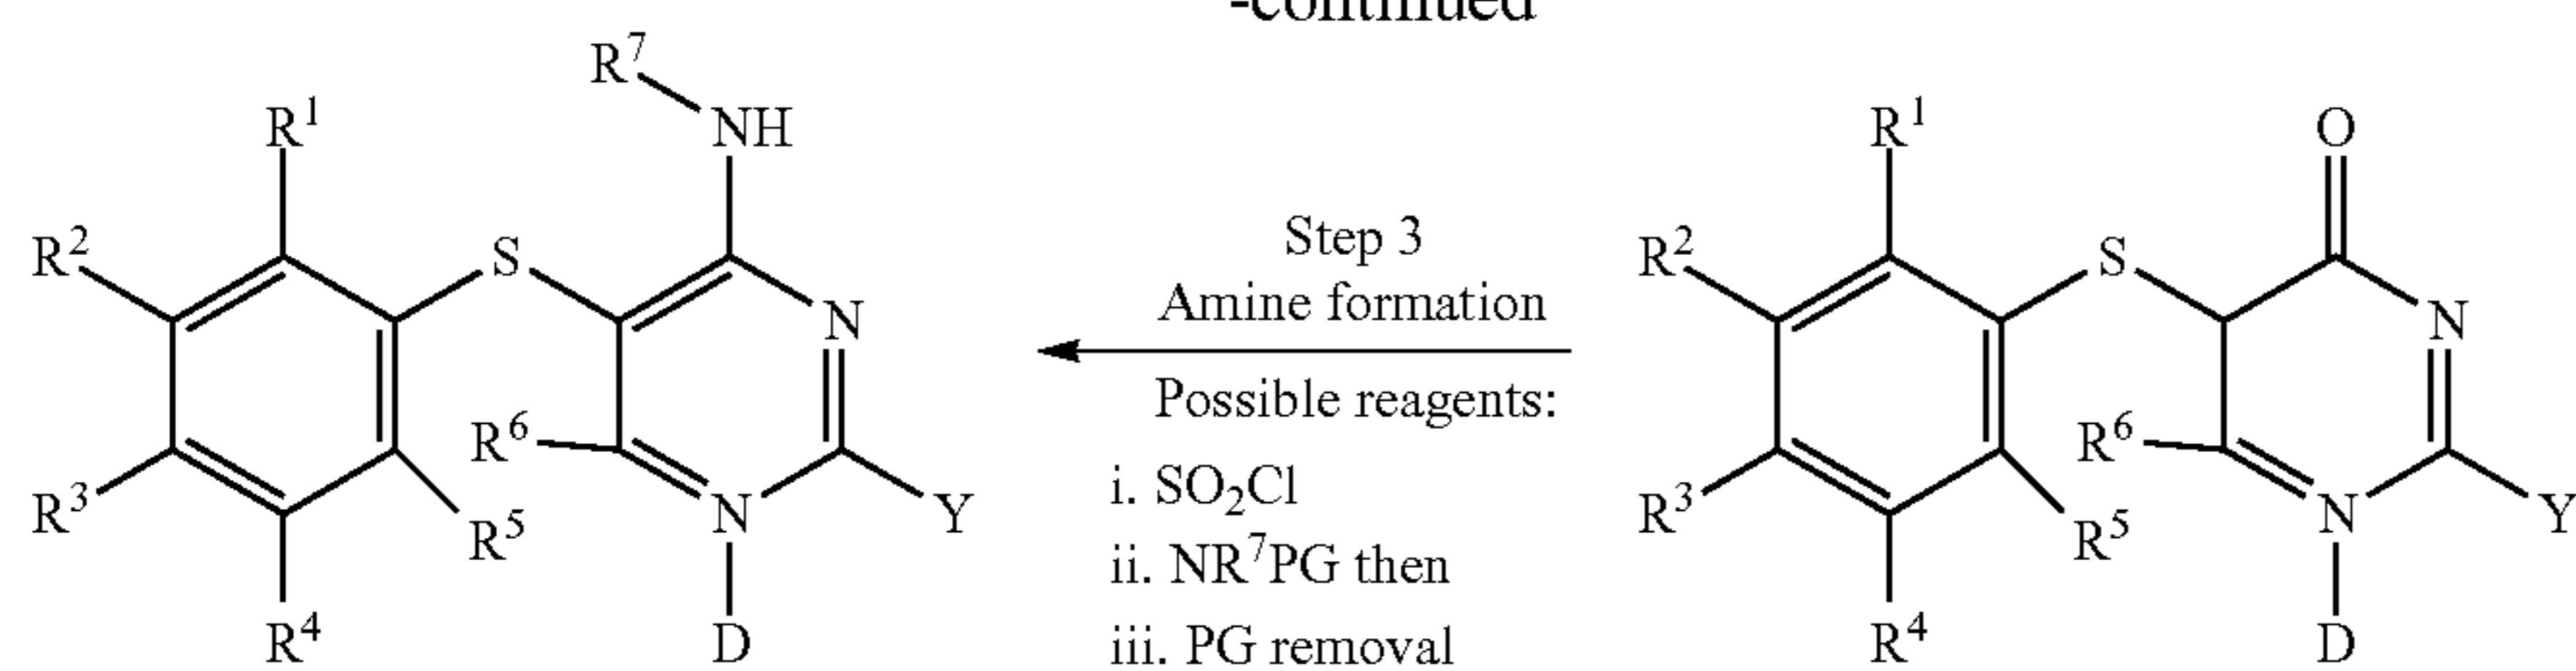 -continued
R⁷
NH
R¹
R²
S
N
R⁶
R³
R⁵
N
Y
R⁴
D
Step 3
Amine formation
Possible reagents:
i. SO₂Cl
ii. NR⁷PG then
iii. PG removal
R¹
O
R²
S
N
R⁶
R³
R⁵
N
Y
R⁴
D